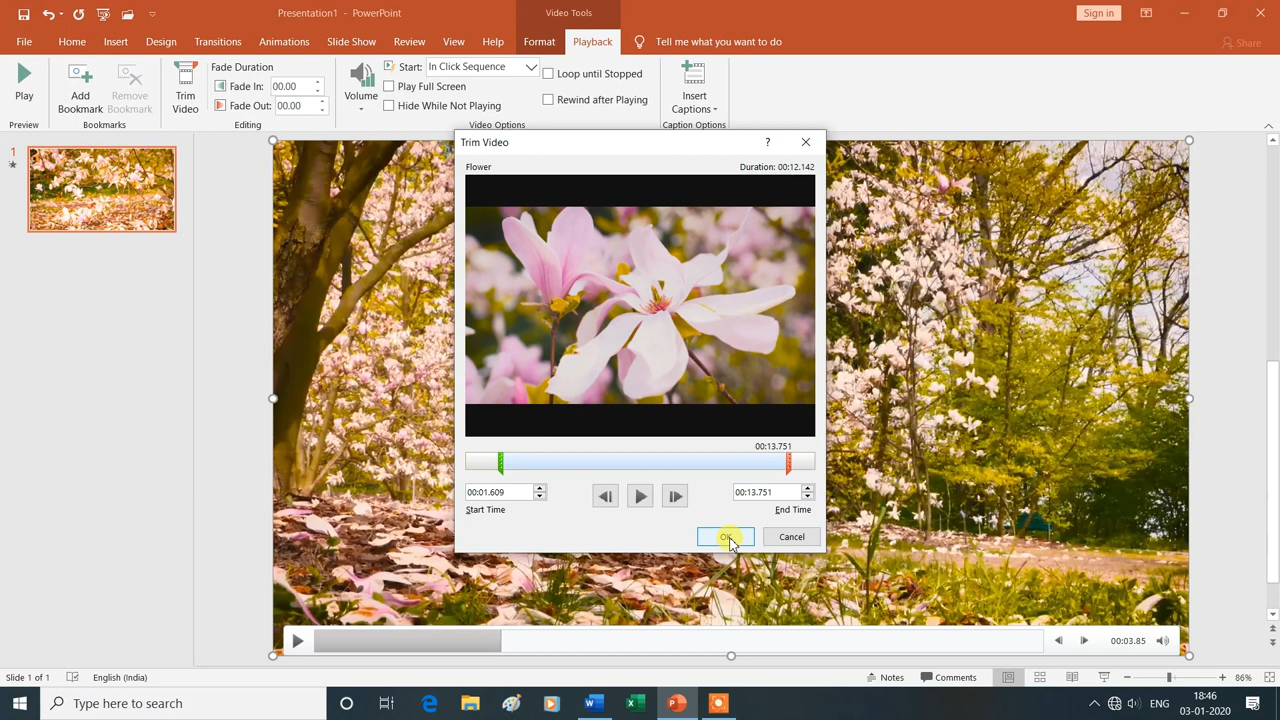 Presentation1 - PowerPoint
Video Tools
Sign in
File Home Insert Design Transitions Animations Slide Show Review View Help Format Playback Tell me what you want to do Share
Play
Preview
Add Bookmark
Remove Bookmark
Bookmarks
Trim Video
Fade Duration
Fade In: 00.00
Fade Out: 00.00
Editing
Volume
Start: In Click Sequence
Play Full Screen
Hide While Not Playing
Loop until Stopped
Rewind after Playing
Video Options
Insert Captions
Caption Options
1
Trim Video
?
Flower Duration: 00:12.142
00:13.751
00:01.609 00:13.751
Start Time End Time
OK Cancel
00:03.85
Slide 1 of 1 English (India) Notes Comments 86%
Type here to search
ENG
18:46
03-01-2020